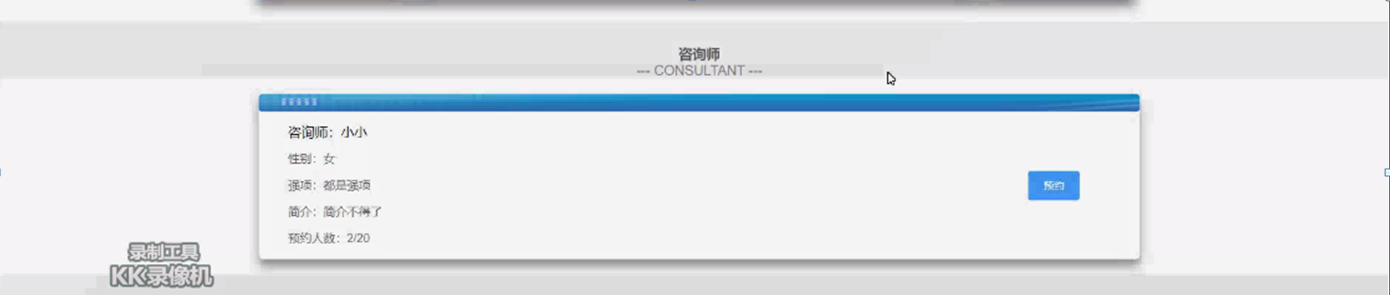 咨询师
--- CONSULTANT ---
咨询师：小小
性别：女
强项：都是强项
简介：简介不得了
预约
预约人数：2/20
录制工具
KK录像机